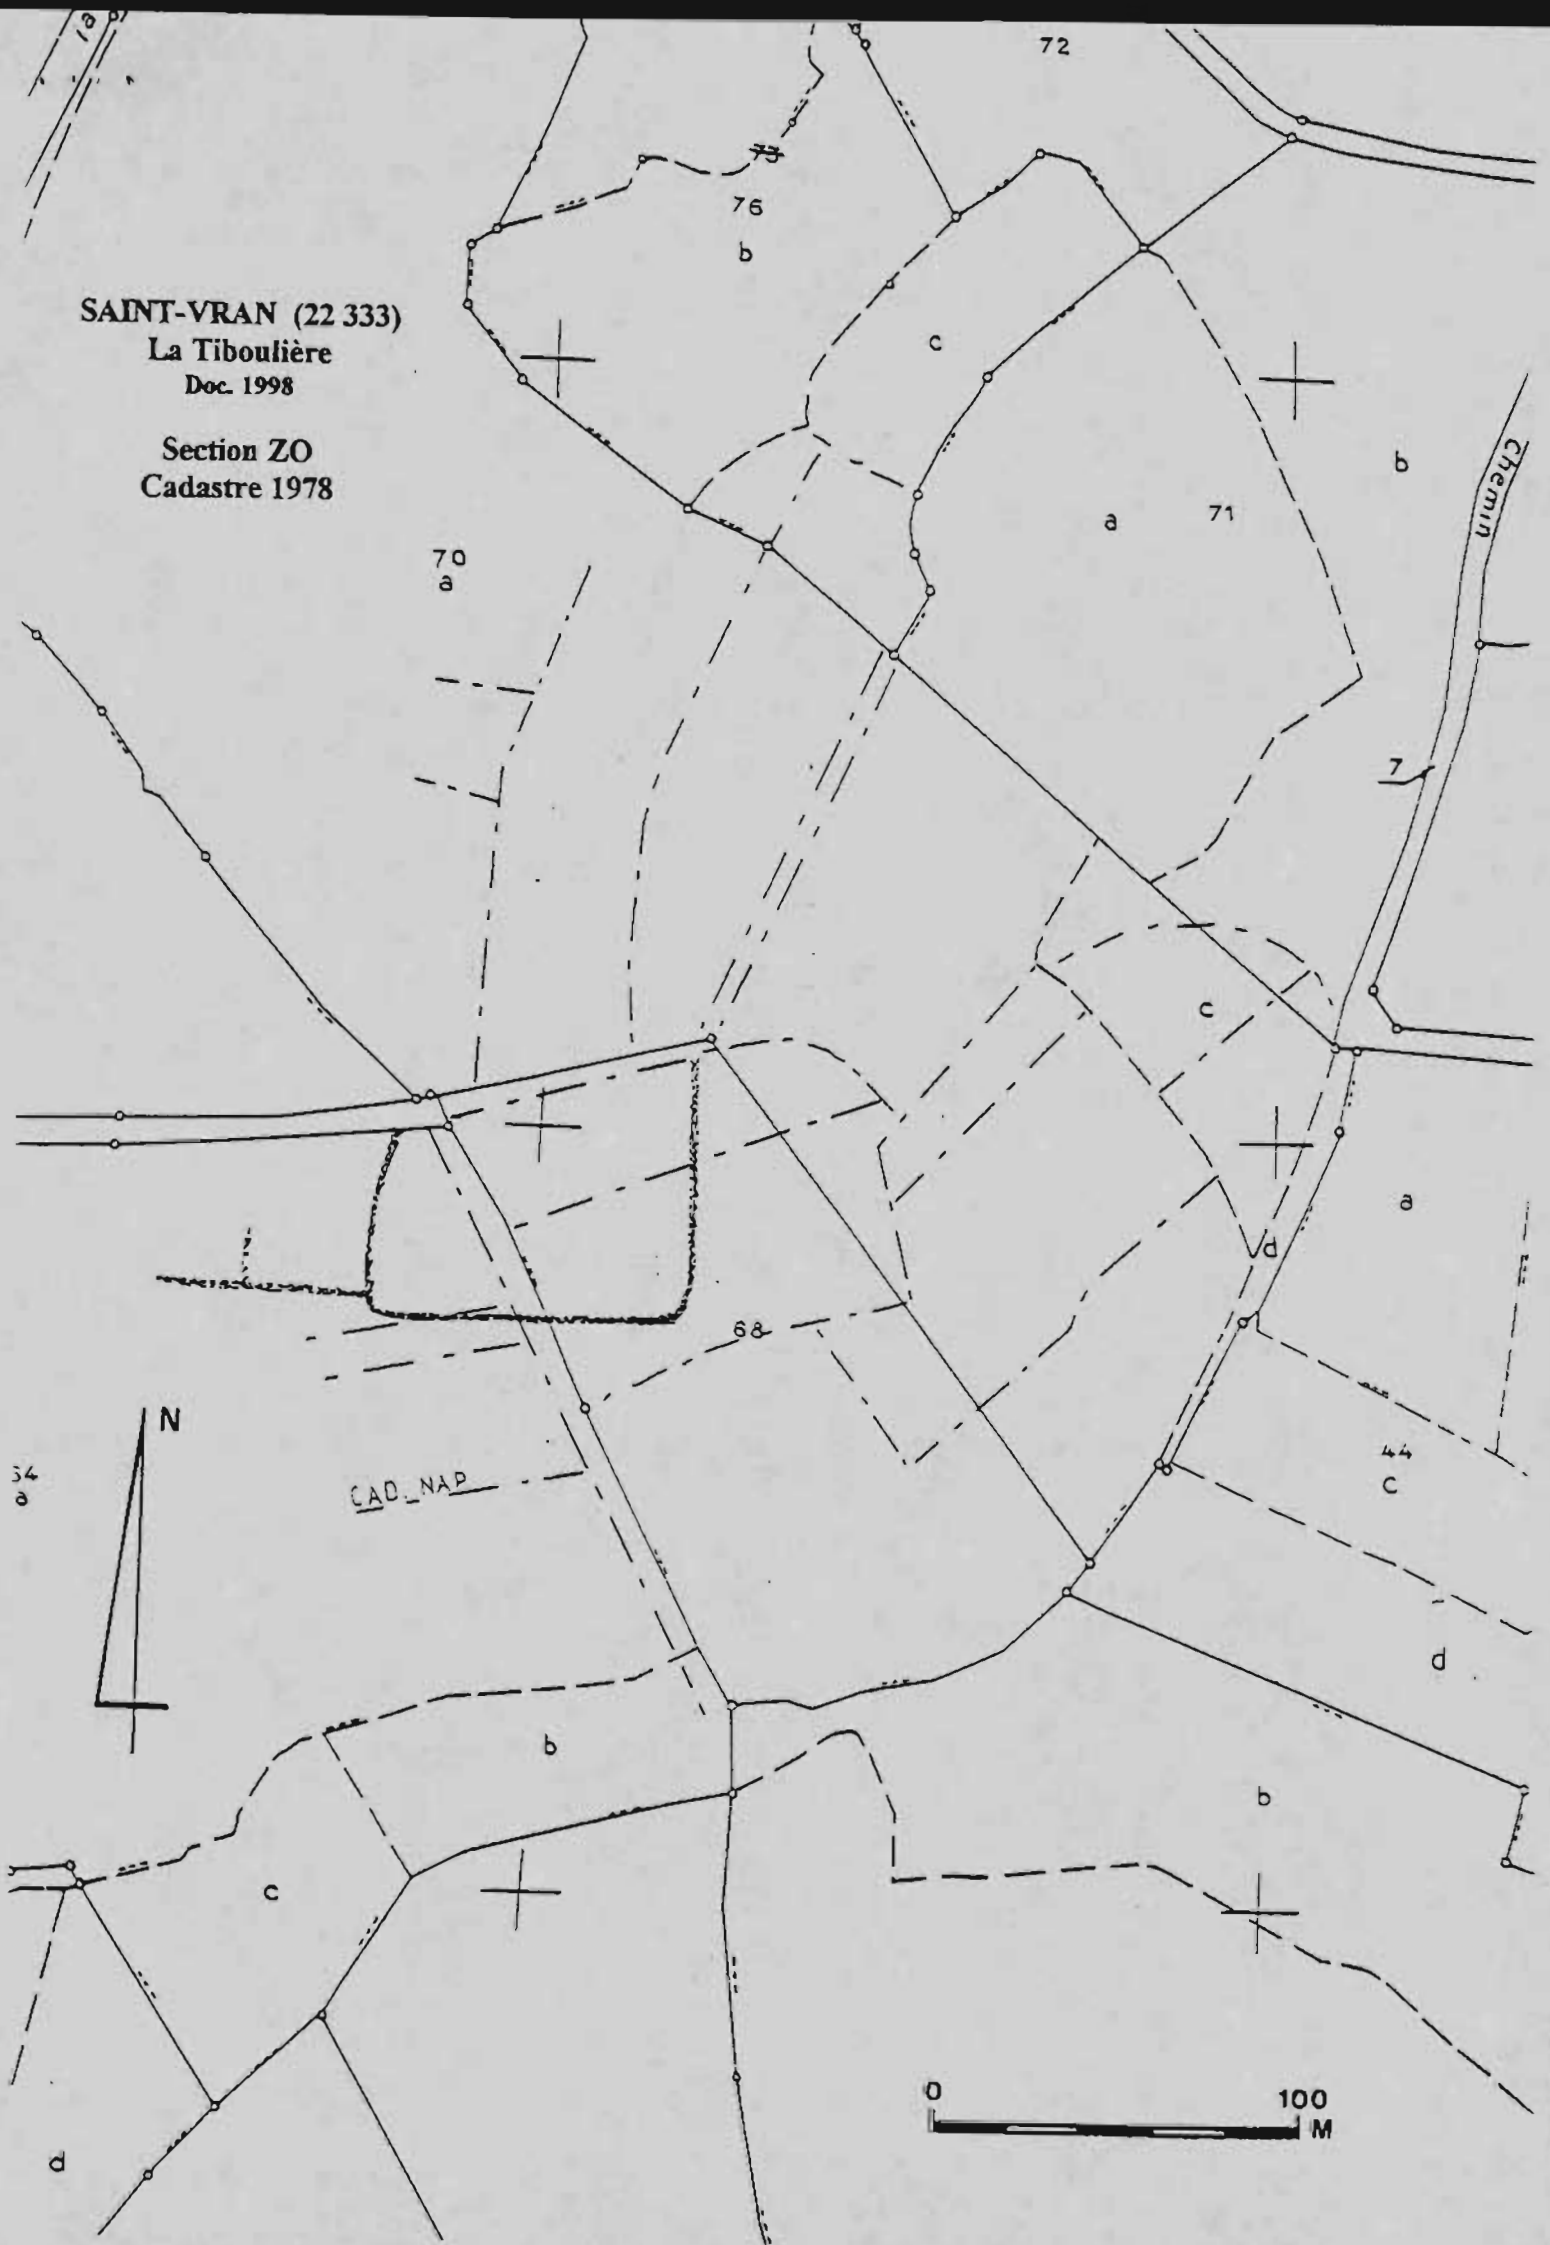 72
73
76
b
SAINT-VRAN (22 333)
La Tiboulière
Doc. 1998
Section ZO
Cadastre 1978
c
b
Chemin
a 71
70
a
7
c
a
d
68
N
44
c
a
CAD_NAP
d
b
b
c
0 100
M
d